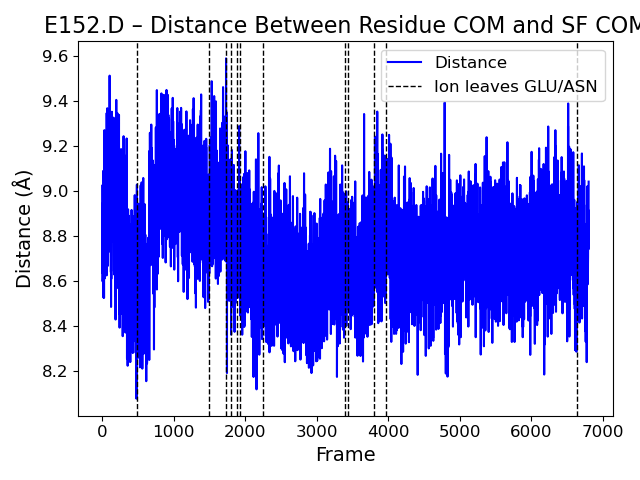 E152.D – Distance Between Residue COM and SF COM
Distance
Ion leaves GLU/ASN
Distance (Å)
9.6
9.4
9.2
9.0
8.8
8.6
8.4
8.2
0 1000 2000 3000 4000 5000 6000 7000
Frame